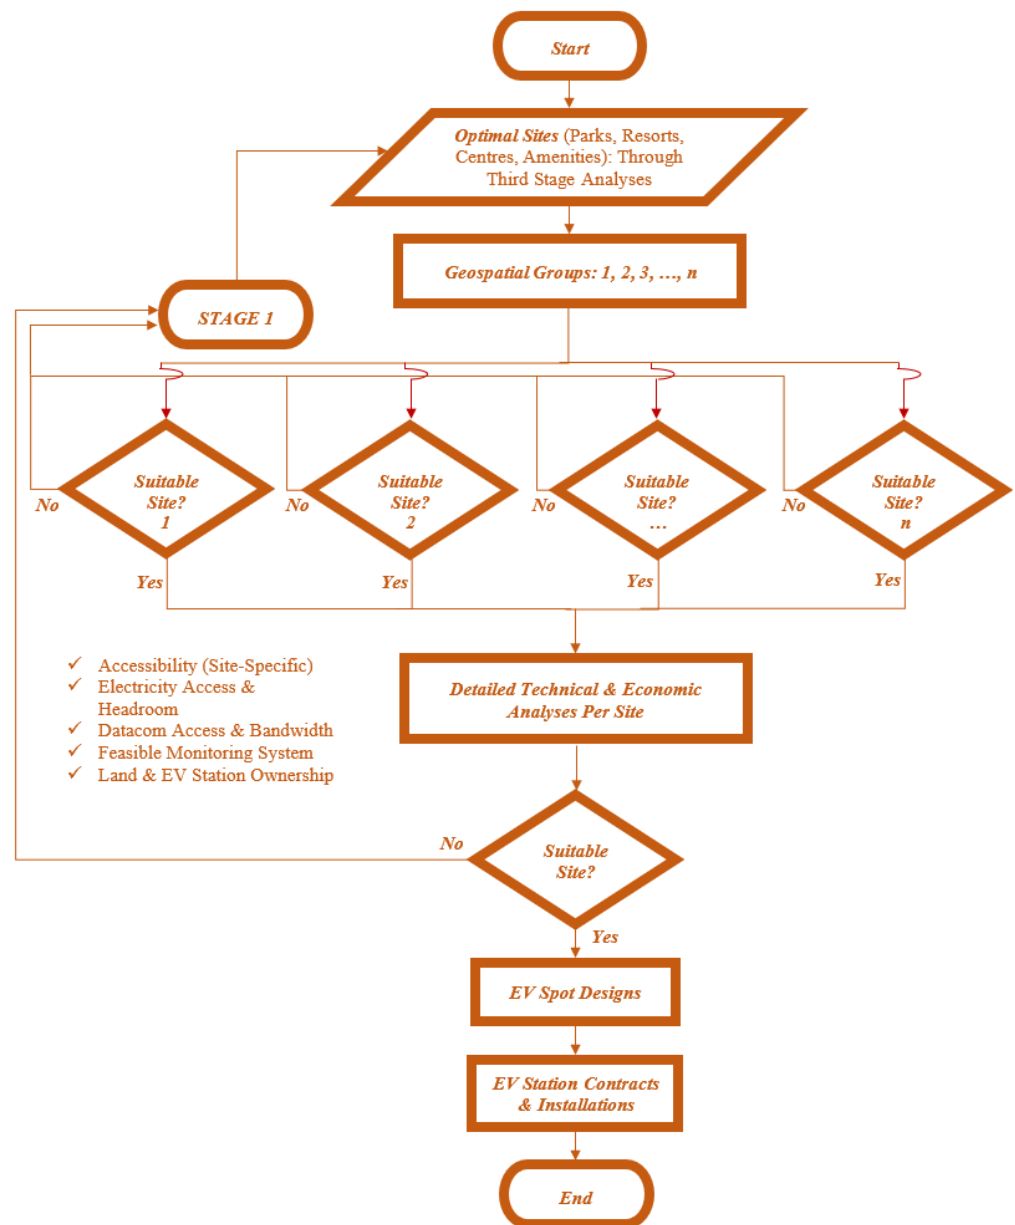 Start
Optimal Sites (Parks, Resorts,
Centres, Amenities): Through
Third Stage Analyses
Geospatial Groups: 1, 2, 3, …, n
STAGE 1
Suitable
Site?
1
No
Yes
Suitable
Site?
2
No
Yes
Suitable
Site?
…
No
Yes
Suitable
Site?
n
No
Yes
✓ Accessibility (Site-Specific)
✓ Electricity Access &
Headroom
✓ Datacom Access & Bandwidth
✓ Feasible Monitoring System
✓ Land & EV Station Ownership
Detailed Technical & Economic
Analyses Per Site
No
Suitable
Site?
Yes
EV Spot Designs
EV Station Contracts
& Installations
End